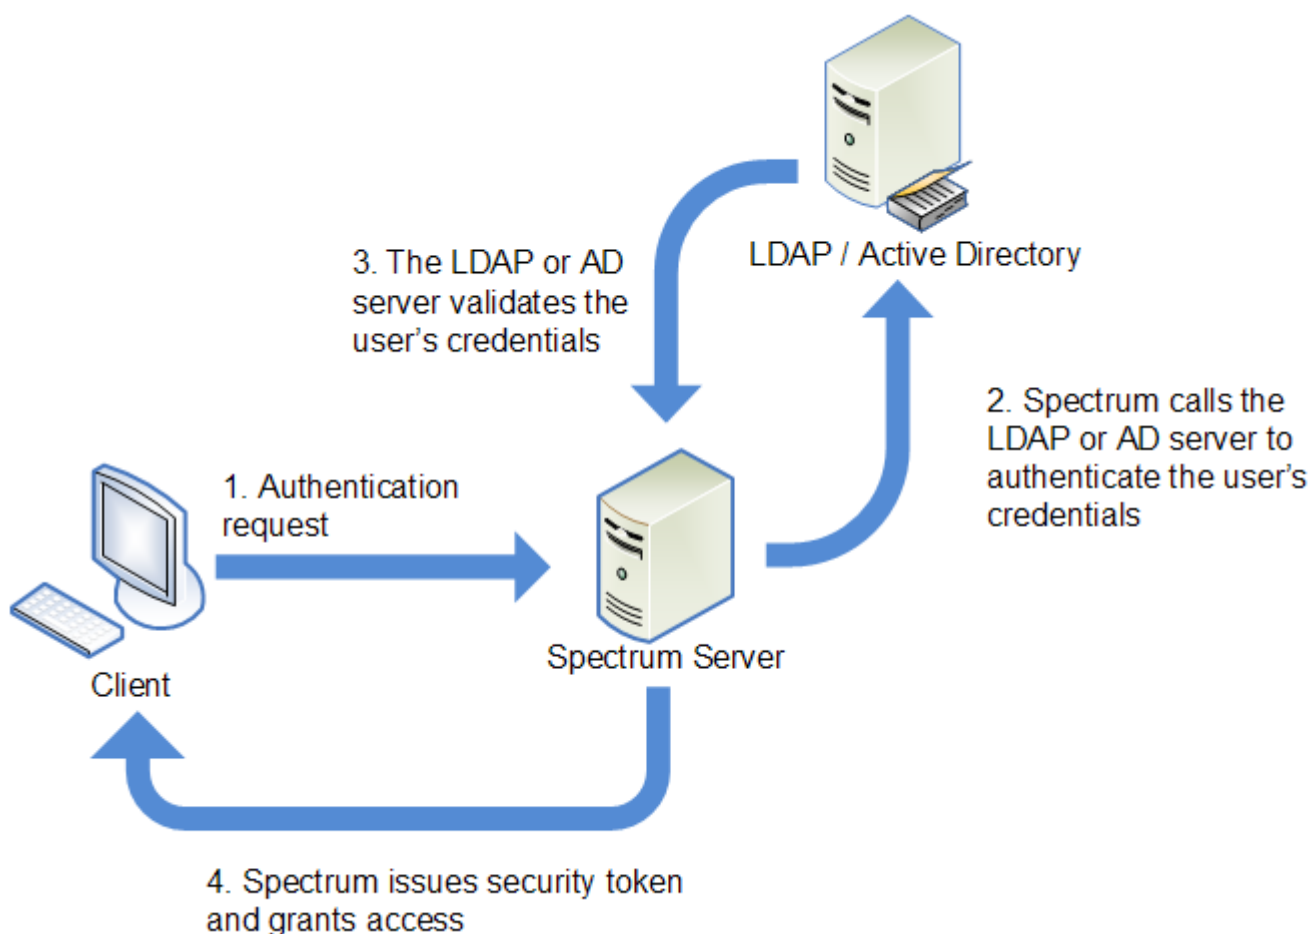 LDAP / Active Directory
3. The LDAP or AD
server validates the
user’s credentials
2. Spectrum calls the
LDAP or AD server to
authenticate the user’s
credentials
1. Authentication
request
Spectrum Server
Client
4. Spectrum issues security token
and grants access